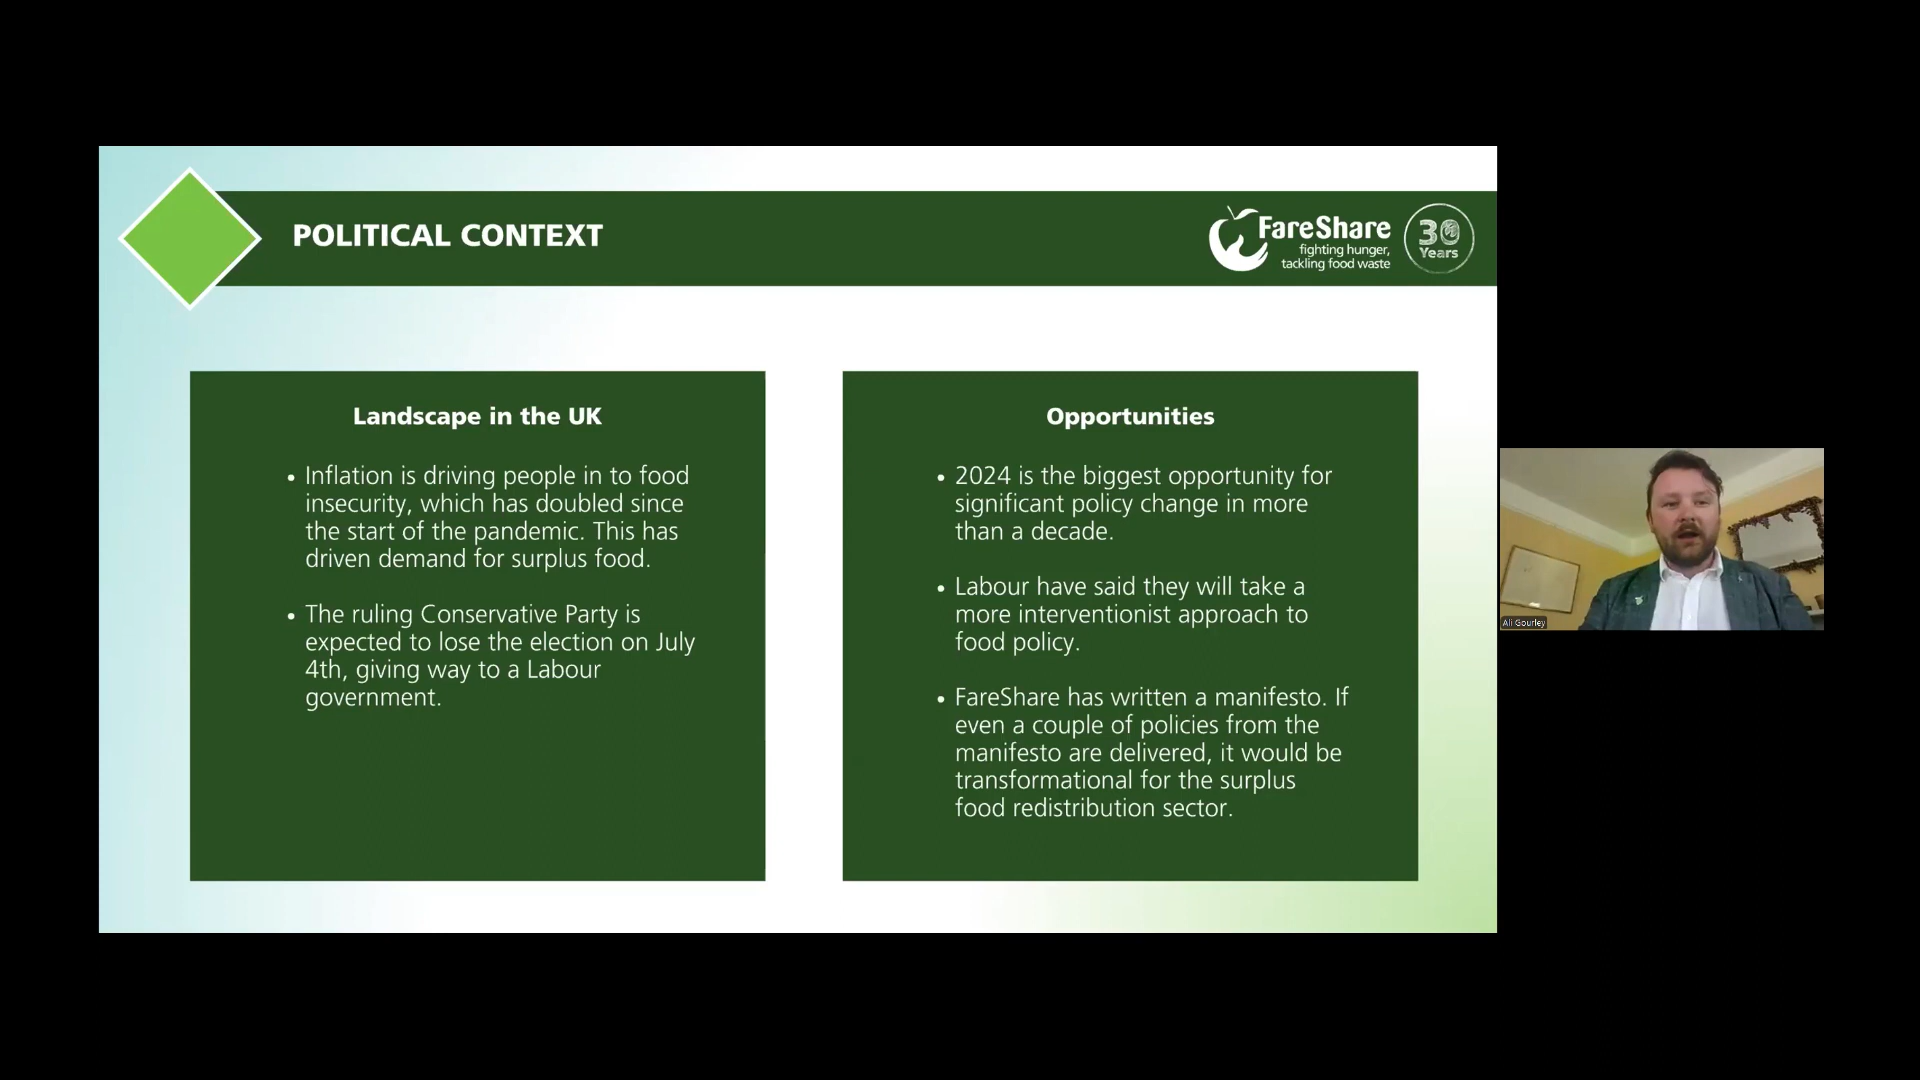 POLITICAL CONTEXT
FareShare
fighting hunger,
tackling food waste
30
Years
Landscape in the UK
• Inflation is driving people in to food
insecurity, which has doubled since
the start of the pandemic. This has
driven demand for surplus food.
• The ruling Conservative Party is
expected to lose the election on July
4th, giving way to a Labour
government.
Opportunities
• 2024 is the biggest opportunity for
significant policy change in more
than a decade.
• Labour have said they will take a
more interventionist approach to
food policy.
• FareShare has written a manifesto. If
even a couple of policies from the
manifesto are delivered, it would be
transformational for the surplus
food redistribution sector.
Ali Gourley